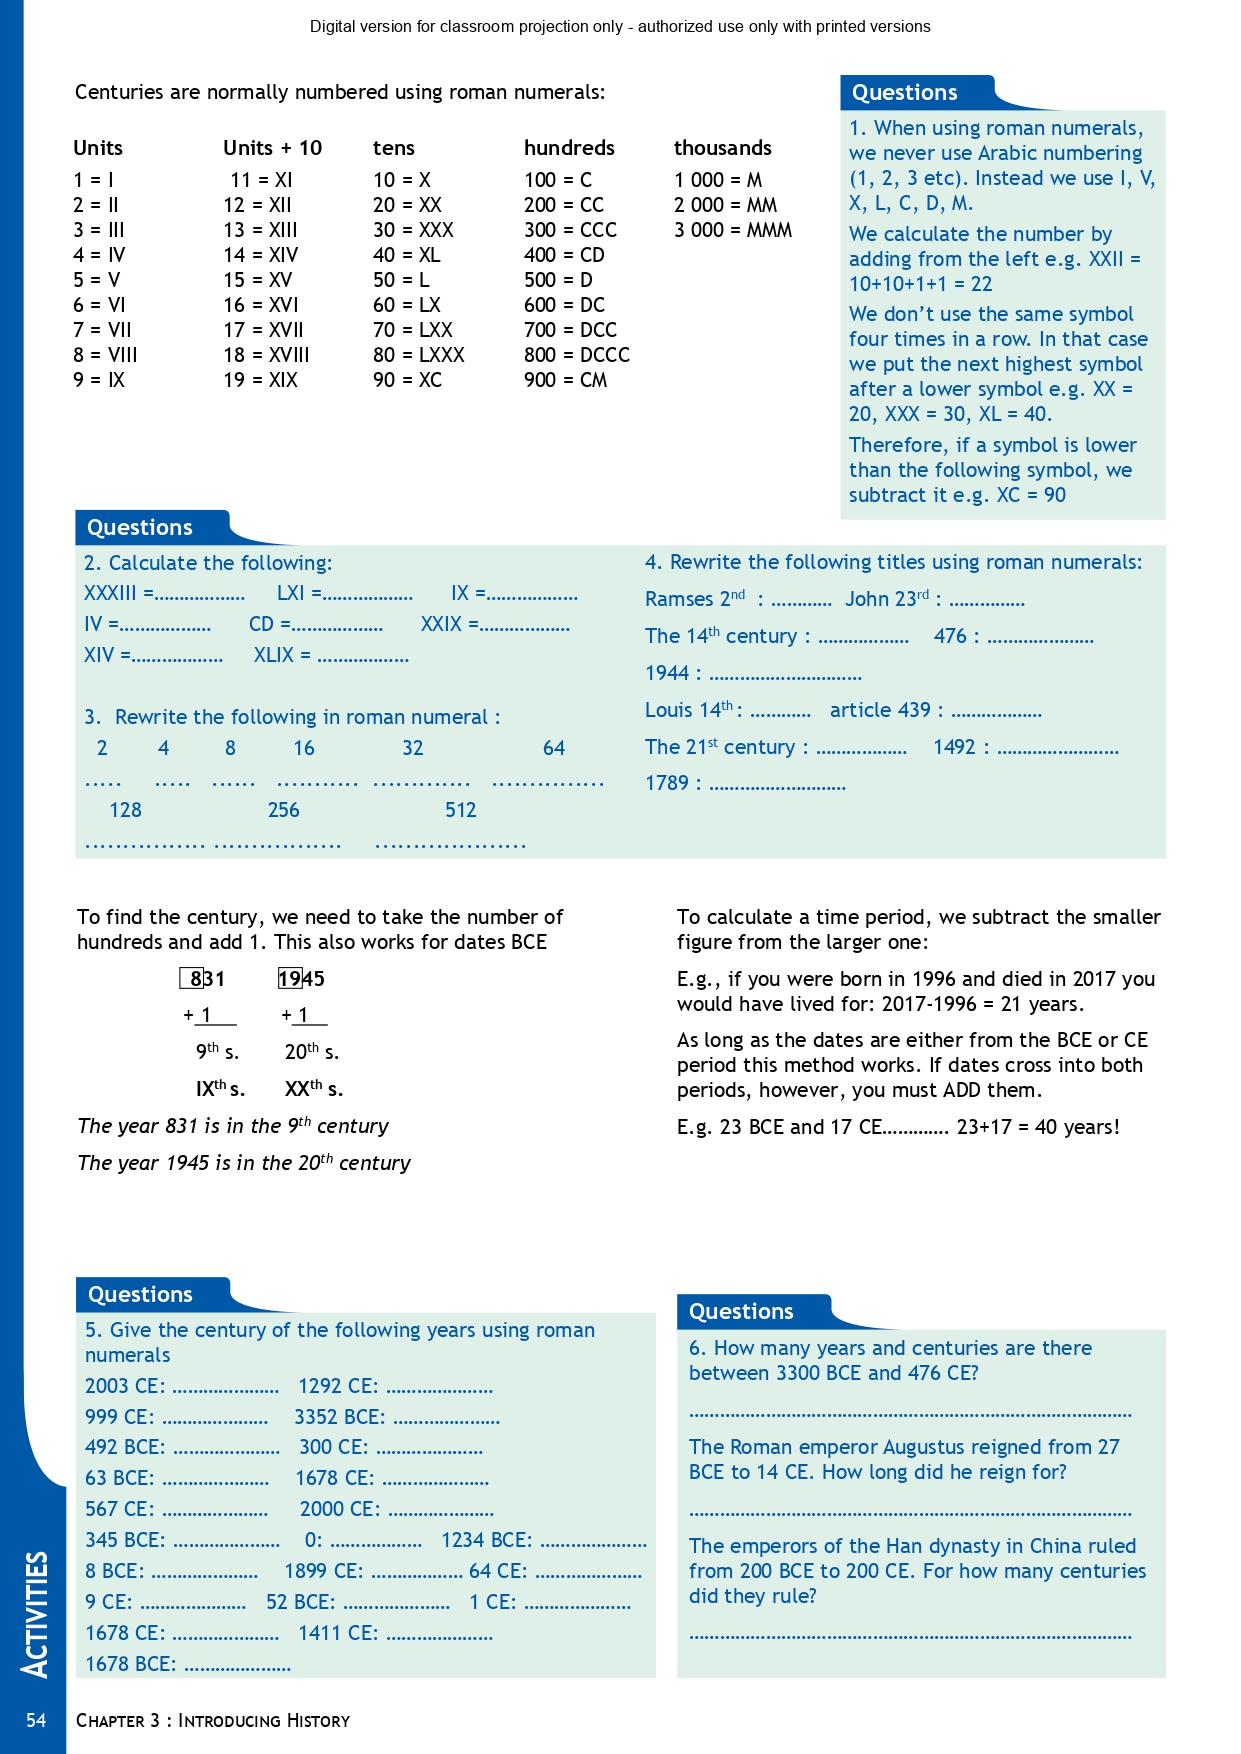 Digital version for classroom projection only - authorized use only with printed versions
Centuries are normally numbered using roman numerals:
Units Units + 10 tens hundreds thousands
1 = I 11 = XI 10 = X 100 = C 1 000 = M
2 = II 12 = XII 20 = XX 200 = CC 2 000 = MM
3 = III 13 = XIII 30 = XXX 300 = CCC 3 000 = MMM
4 = IV 14 = XIV 40 = XL 400 = CD
5 = V 15 = XV 50 = L 500 = D
6 = VI 16 = XVI 60 = LX 600 = DC
7 = VII 17 = XVII 70 = LXX 700 = DCC
8 = VIII 18 = XVIII 80 = LXXX 800 = DCCC
9 = IX 19 = XIX 90 = XC 900 = CM
Questions
1. When using roman numerals,
we never use Arabic numbering
(1, 2, 3 etc). Instead we use I, V,
X, L, C, D, M.
We calculate the number by
adding from the left e.g. XXII =
10+10+1+1 = 22
We don't use the same symbol
four times in a row. In that case
we put the next highest symbol
after a lower symbol e.g. XX =
20, XXX = 30, XL = 40.
Therefore, if a symbol is lower
than the following symbol, we
subtract it e.g. XC = 90
Questions
2. Calculate the following:
XXXIII =.................. LXI =.................. IX =..................
IV =.................. CD =.................. XXIX =..................
XIV =.................. XLIX = ..................
3. Rewrite the following in roman numeral :
2 4 8 16 32 64
..... ..... ...... ........... ............. ...............
128 256 512
................ ................. ....................
4. Rewrite the following titles using roman numerals:
Ramses 2nd : ............ John 23rd : ...............
The 14th century : .................. 476 : .....................
1944 : ..............................
Louis 14th : ............ article 439 : ..................
The 21st century : .................. 1492 : ........................
1789 : ...........................
To find the century, we need to take the number of
hundreds and add 1. This also works for dates BCE
831 1945
+ 1 + 1
9th s. 20th s.
IXth s. XXth s.
The year 831 is in the 9th century
The year 1945 is in the 20th century
To calculate a time period, we subtract the smaller
figure from the larger one:
E.g., if you were born in 1996 and died in 2017 you
would have lived for: 2017-1996 = 21 years.
As long as the dates are either from the BCE or CE
period this method works. If dates cross into both
periods, however, you must ADD them.
E.g. 23 BCE and 17 CE............. 23+17 = 40 years!
Questions
5. Give the century of the following years using roman
numerals
2003 CE: ..................... 1292 CE: .....................
999 CE: ..................... 3352 BCE: .....................
492 BCE: ..................... 300 CE: .....................
63 BCE: ..................... 1678 CE: .....................
567 CE: ..................... 2000 CE: .....................
345 BCE: ..................... 0: .................. 1234 BCE: .....................
8 BCE: ..................... 1899 CE: .................. 64 CE: .....................
9 CE: ..................... 52 BCE: ..................... 1 CE: .....................
1678 CE: ..................... 1411 CE: .....................
1678 BCE: .....................
Questions
6. How many years and centuries are there
between 3300 BCE and 476 CE?
.......................................................................................
The Roman emperor Augustus reigned from 27
BCE to 14 CE. How long did he reign for?
.......................................................................................
The emperors of the Han dynasty in China ruled
from 200 BCE to 200 CE. For how many centuries
did they rule?
.......................................................................................
ACTIVITIES
54 CHAPTER 3 : INTRODUCING HISTORY